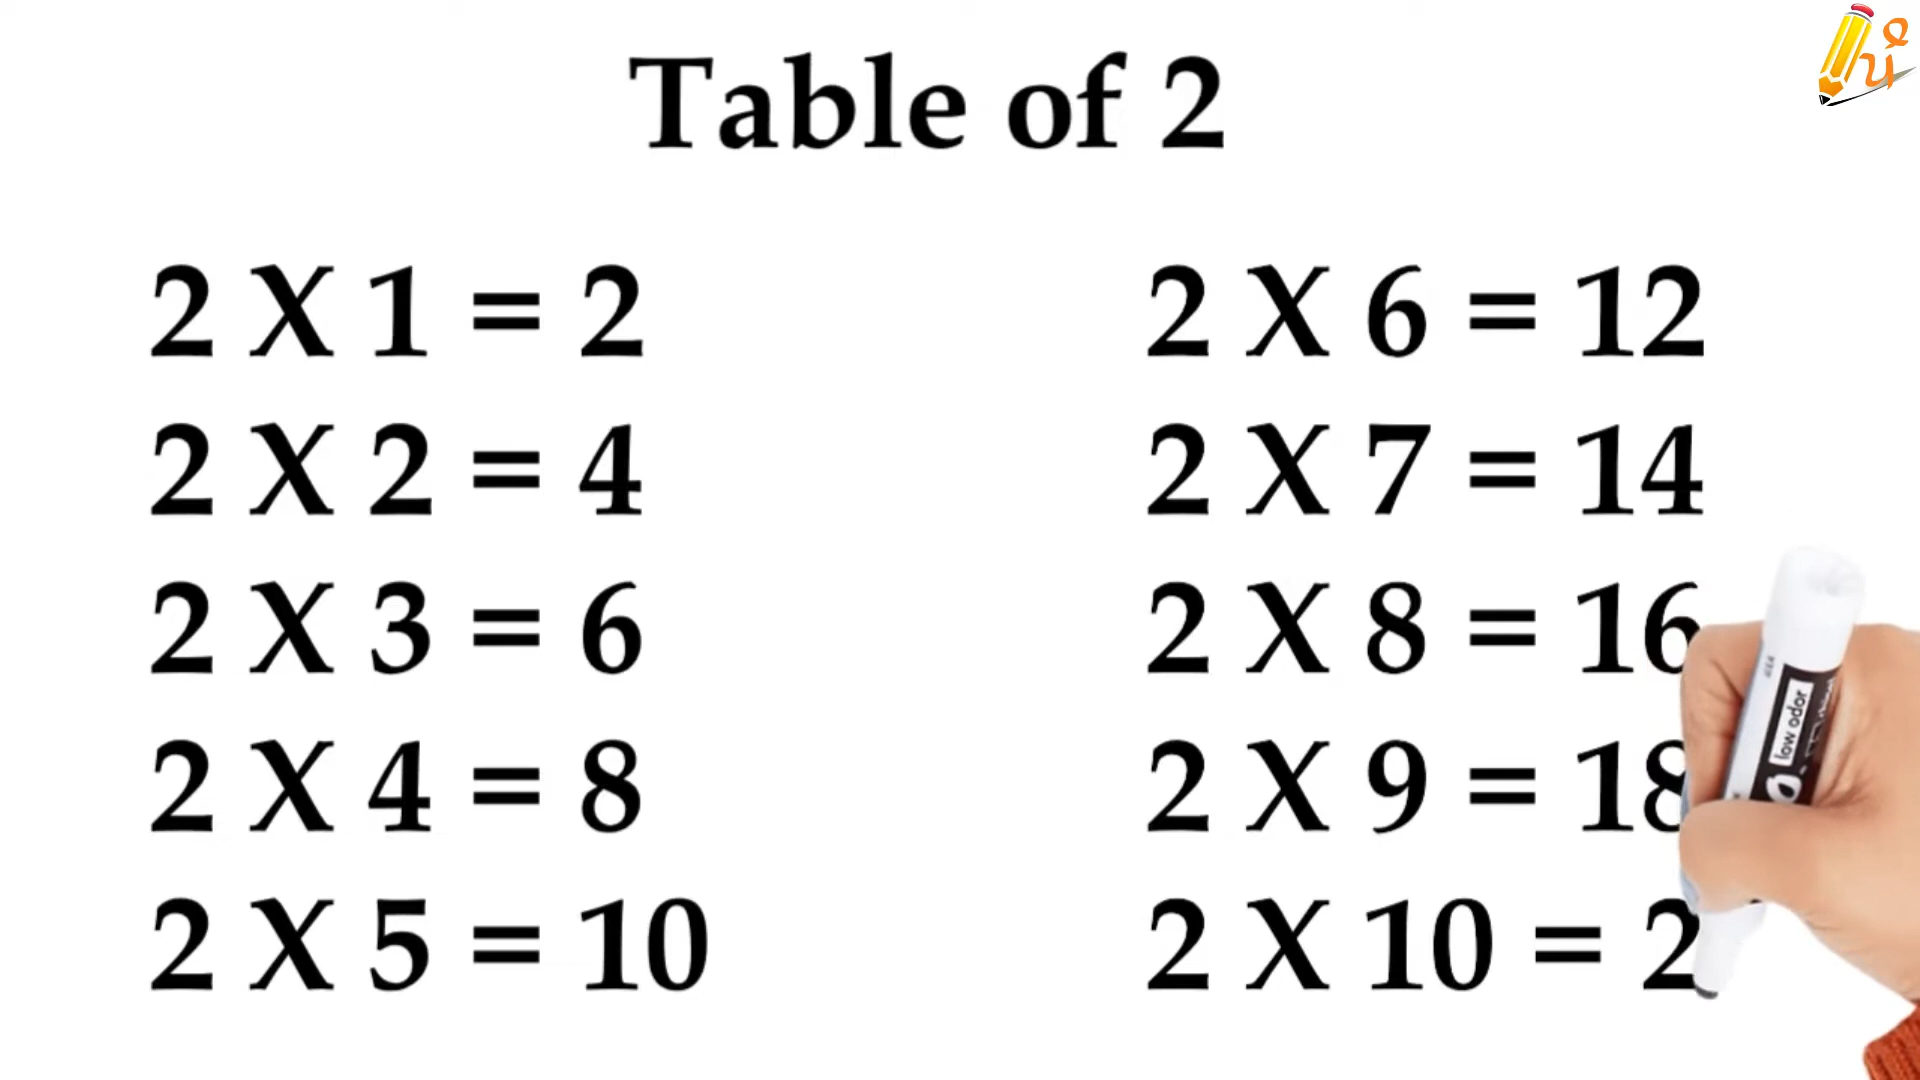 Table of 2
2 X 1 = 2
2 X 2 = 4
2 X 3 = 6
2 X 4 = 8
2 X 5 = 10
2 X 6 = 12
2 X 7 = 14
2 X 8 = 16
2 X 9 = 18
2 X 10 = 2
low odor